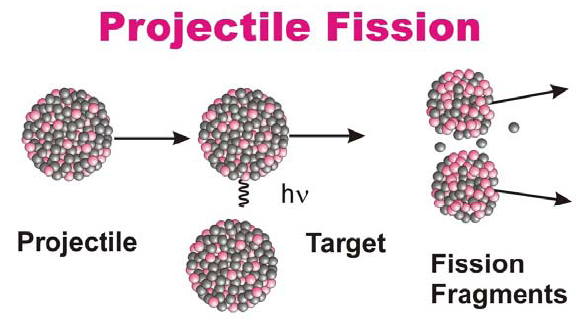 Projectile Fission
hν
Projectile
Target
Fission
Fragments